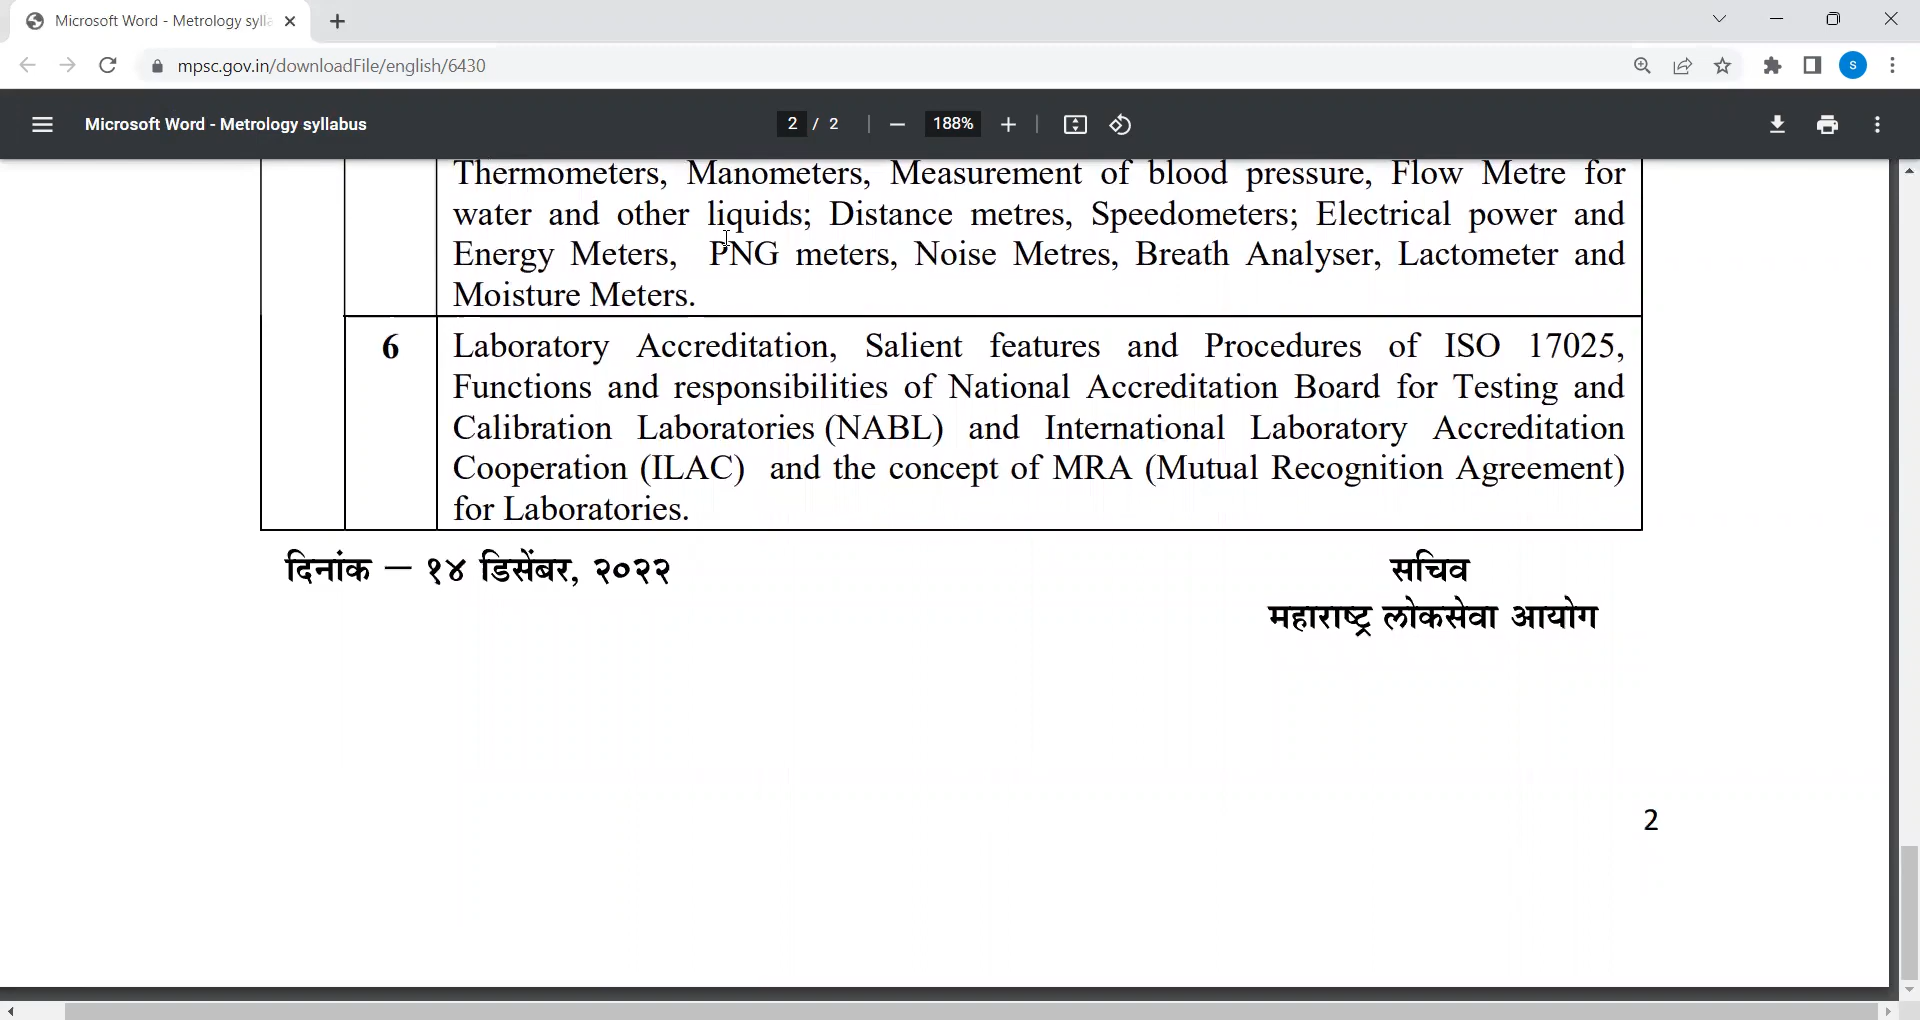 Microsoft Word - Metrology sylla
mpsc.gov.in/downloadFile/english/6430
S
Microsoft Word - Metrology syllabus
2 / 2
188%
Thermometers, Manometers, Measurement of blood pressure, Flow Metre for
water and other liquids; Distance metres, Speedometers; Electrical power and
Energy Meters, PNG meters, Noise Metres, Breath Analyser, Lactometer and
Moisture Meters.
6
Laboratory Accreditation, Salient features and Procedures of ISO 17025,
Functions and responsibilities of National Accreditation Board for Testing and
Calibration Laboratories (NABL) and International Laboratory Accreditation
Cooperation (ILAC) and the concept of MRA (Mutual Recognition Agreement)
for Laboratories.
दिनांक – १४ डिसेंबर, २०२२
सचिव
महाराष्ट्र लोकसेवा आयोग
2